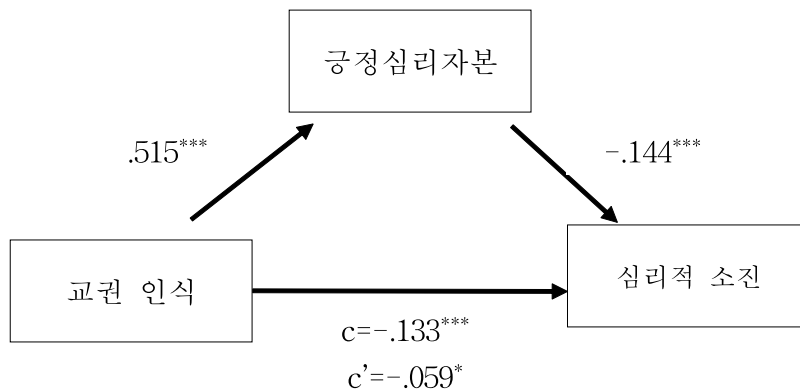 긍정심리자본
.515***
-.144***
교권 인식
심리적 소진
c=-.133***
c’=-.059*